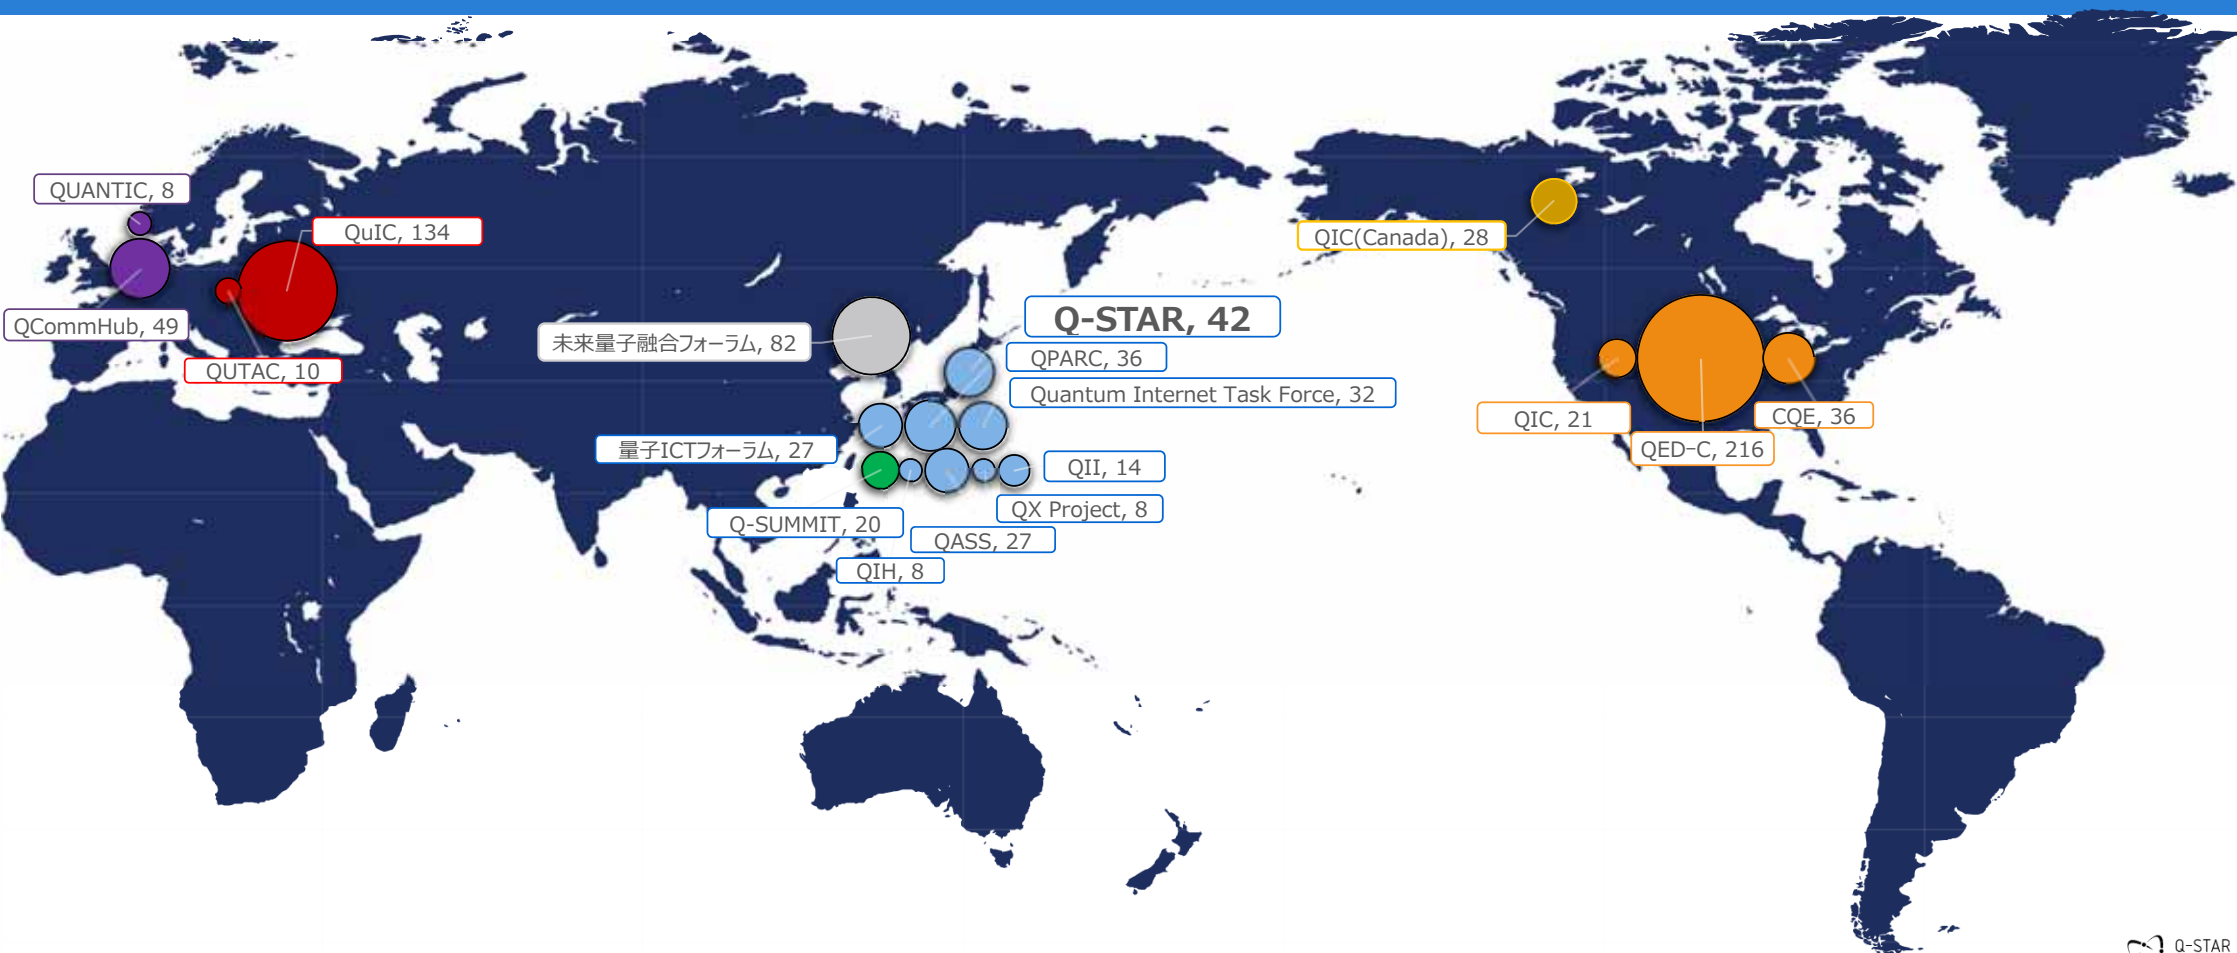 QUANTIC, 8
QuIC, 134
QCommHub, 49
QUTAC, 10
未来量子融合フォーラム, 82
Q-STAR, 42
QPARC, 36
Quantum Internet Task Force, 32
量子ICTフォーラム, 27
QII, 14
QX Project, 8
Q-SUMMIT, 20
QASS, 27
QIH, 8
QIC(Canada), 28
QIC, 21
QED-C, 216
CQE, 36
Q-STAR